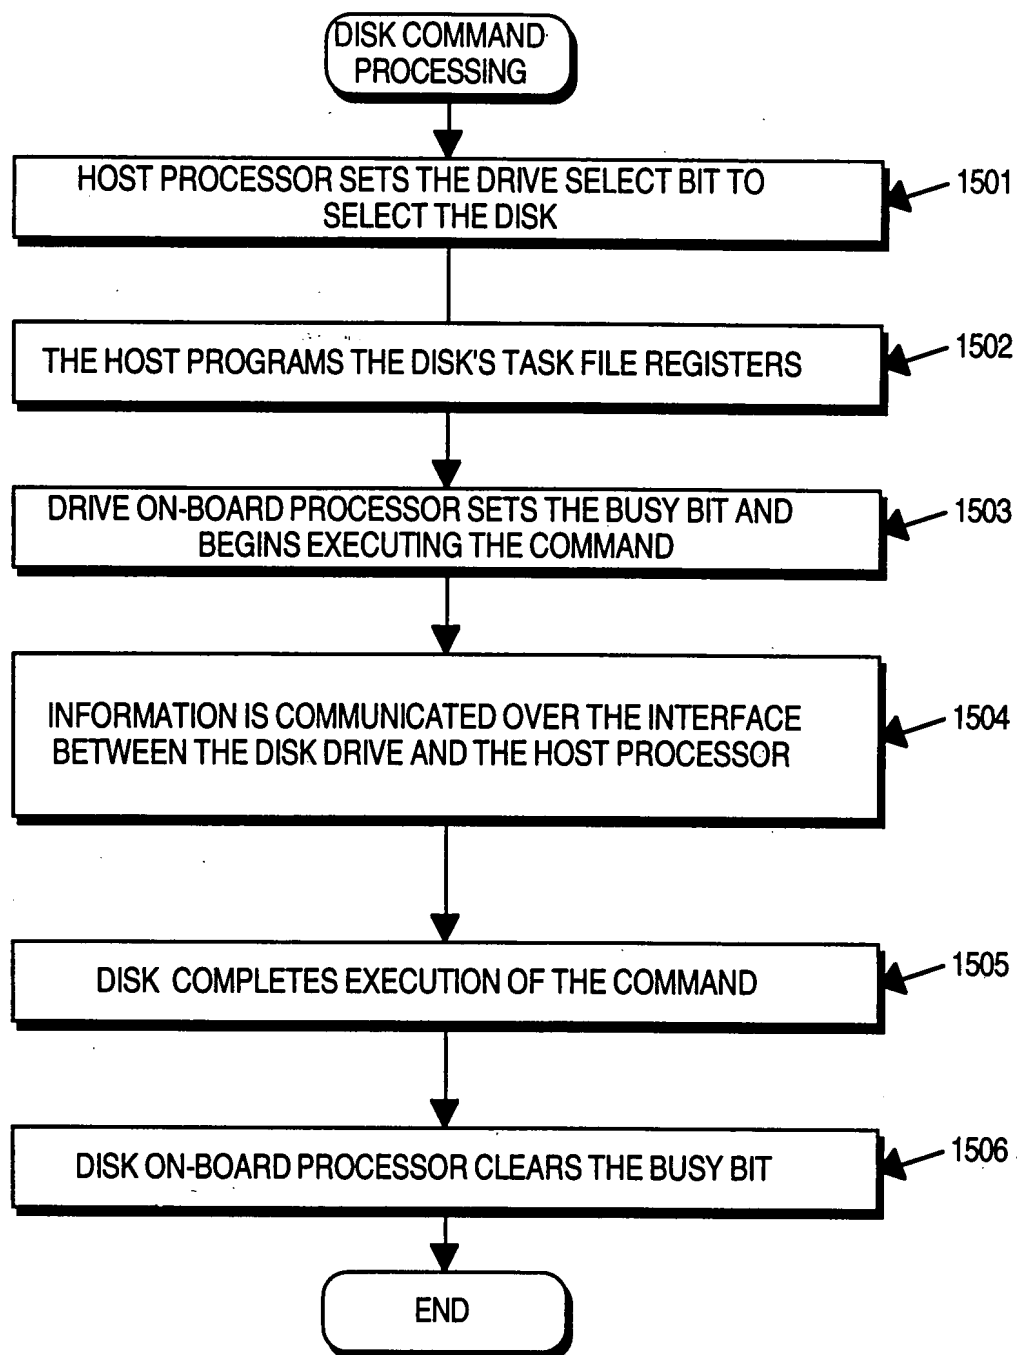 DISK COMMAND
PROCESSING
HOST PROCESSOR SETS THE DRIVE SELECT BIT TO
SELECT THE DISK
1501
THE HOST PROGRAMS THE DISK'S TASK FILE REGISTERS
1502
DRIVE ON-BOARD PROCESSOR SETS THE BUSY BIT AND
BEGINS EXECUTING THE COMMAND
1503
INFORMATION IS COMMUNICATED OVER THE INTERFACE
BETWEEN THE DISK DRIVE AND THE HOST PROCESSOR
1504
DISK COMPLETES EXECUTION OF THE COMMAND
1505
DISK ON-BOARD PROCESSOR CLEARS THE BUSY BIT
1506
END